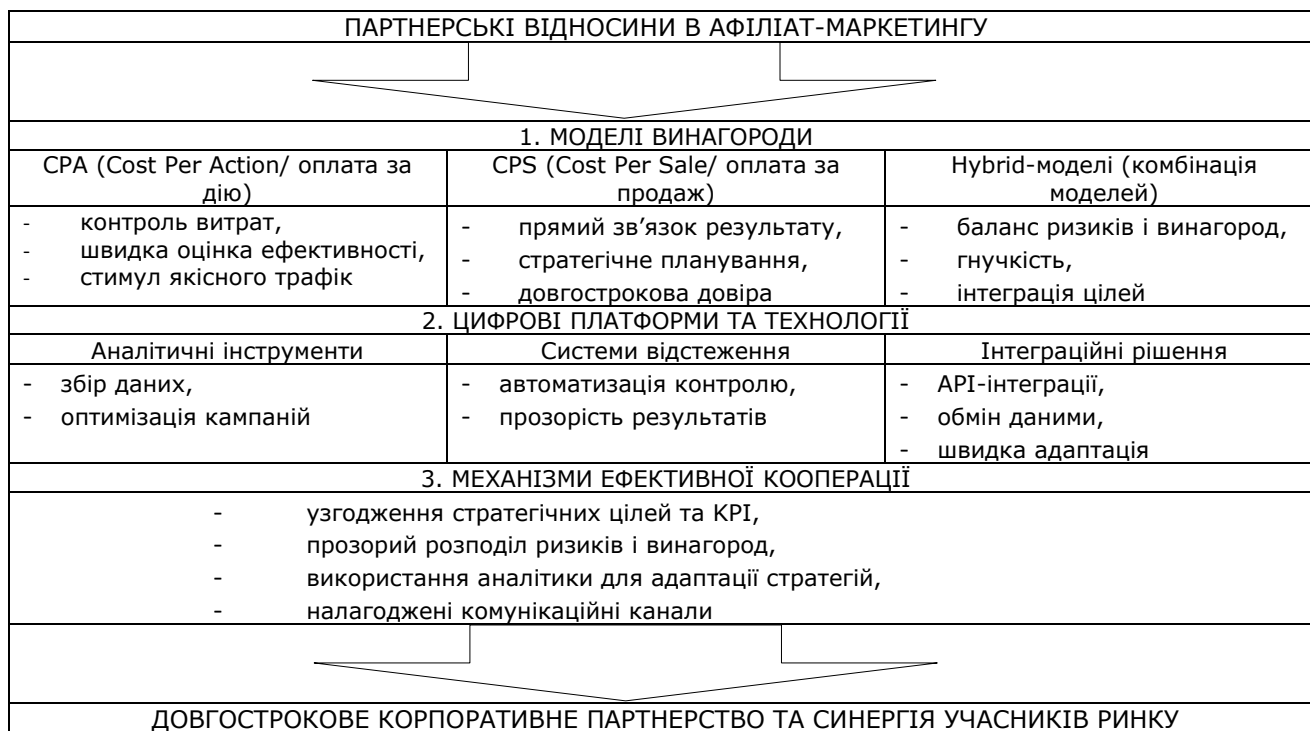 ПАРТНЕРСЬКІ ВІДНОСИНИ В АФІЛІАТ-МАРКЕТИНГУ
1. МОДЕЛІ ВИНАГОРОДИ
CPA (Cost Per Action/ оплата за
дію)
- контроль витрат,
- швидка оцінка ефективності,
- стимул якісного трафік
CPS (Cost Per Sale/ оплата за
продаж)
- прямий зв’язок результату,
- стратегічне планування,
- довгострокова довіра
Hybrid-моделі (комбінація
моделей)
- баланс ризиків і винагород,
- гнучкість,
- інтеграція цілей
2. ЦИФРОВІ ПЛАТФОРМИ ТА ТЕХНОЛОГІЇ
Аналітичні інструменти
- збір даних,
- оптимізація кампаній
Системи відстеження
- автоматизація контролю,
- прозорість результатів
Інтеграційні рішення
- API-інтеграції,
- обмін даними,
- швидка адаптація
3. МЕХАНІЗМИ ЕФЕКТИВНОЇ КООПЕРАЦІЇ
- узгодження стратегічних цілей та KPI,
- прозорий розподіл ризиків і винагород,
- використання аналітики для адаптації стратегій,
- налагоджені комунікаційні канали
ДОВГОСТРОКОВЕ КОРПОРАТИВНЕ ПАРТНЕРСТВО ТА СИНЕРГІЯ УЧАСНИКІВ РИНКУ